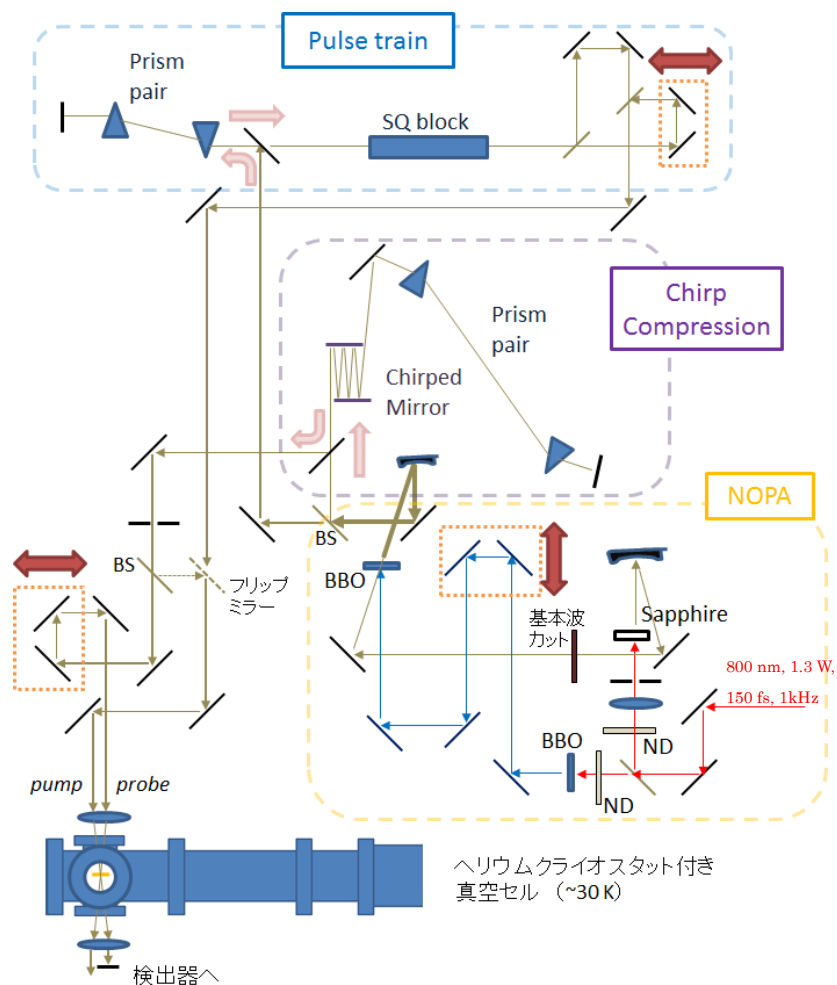 Pulse train
Prism
pair
SQ block
Chirp
Compression
Prism
pair
Chirped
Mirror
NOPA
BS
BS
フリップ
ミラー
BBO
基本波
カット
Sapphire
800 nm, 1.3 W,
150 fs, 1kHz
ND
BBO
ND
pump
probe
ヘリウムクライオスタット付き
真空セル （~30 K）
検出器へ